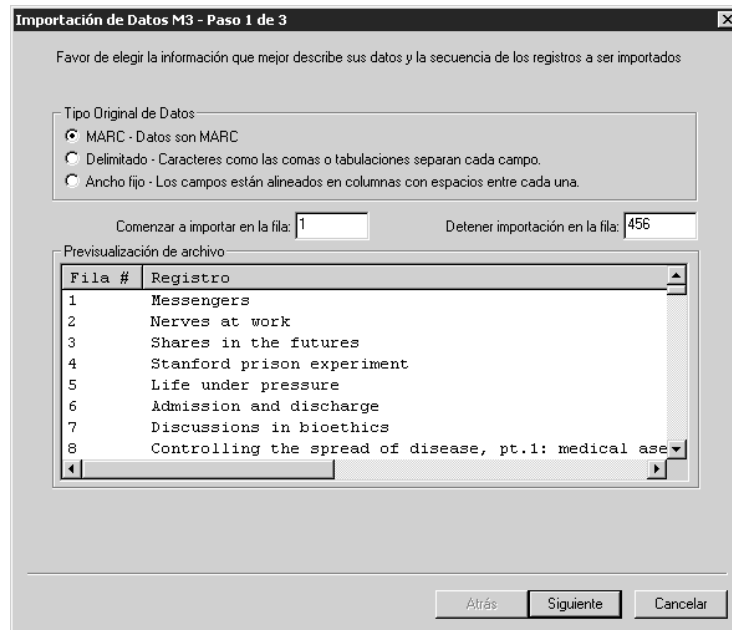 Importación de Datos M3 - Paso 1 de 3
Favor de elegir la información que mejor describe sus datos y la secuencia de los registros a ser importados
Tipo Original de Datos
MARC - Datos son MARC
Delimitado - Caracteres como las comas o tabulaciones separan cada campo.
Ancho fijo - Los campos están alineados en columnas con espacios entre cada una.
Comenzar a importar en la fila: 1 Detener importación en la fila: 456
Previsualización de archivo
Fila # Registro
1 Messengers
2 Nerves at work
3 Shares in the futures
4 Stanford prison experiment
5 Life under pressure
6 Admission and discharge
7 Discussions in bioethics
8 Controlling the spread of disease, pt.1: medical ase
Atrás Siguiente Cancelar